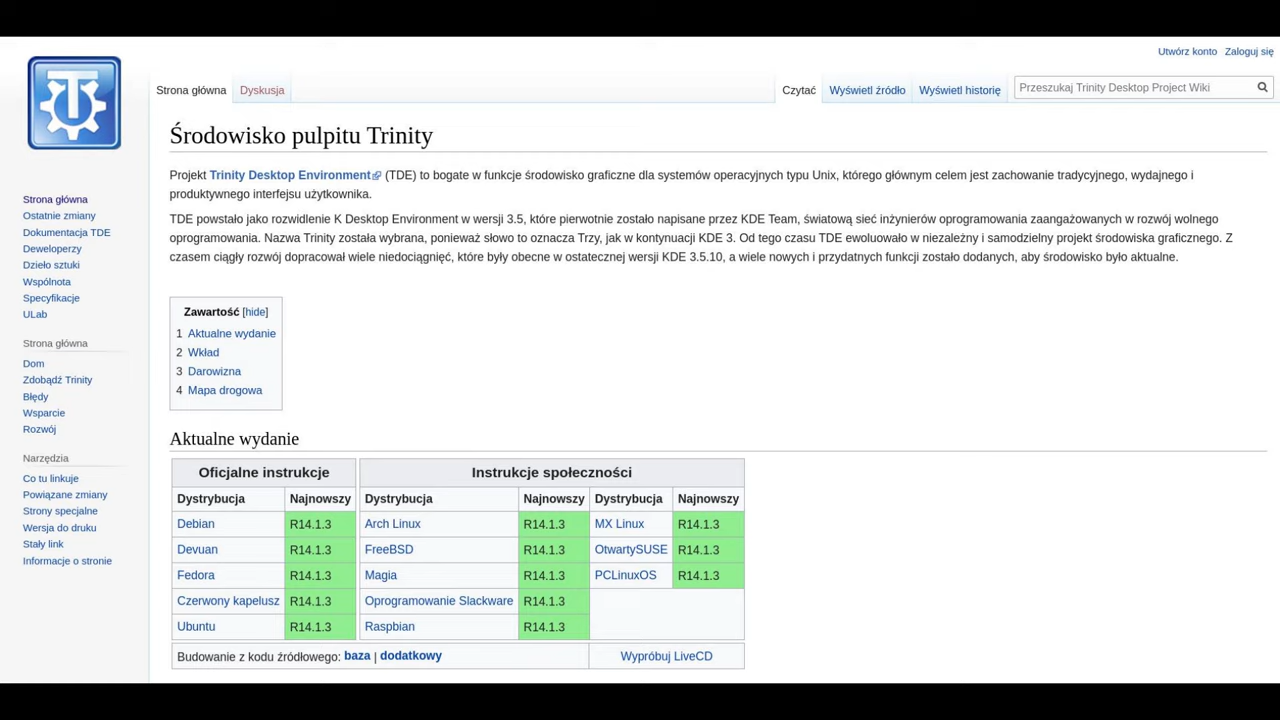 Utwórz konto Zaloguj się
Strona główna Dyskusja Czytać Wyświetl źródło Wyświetl historię Przeszukaj Trinity Desktop Project Wiki
T
Środowisko pulpitu Trinity
Projekt Trinity Desktop Environment (TDE) to bogate w funkcje środowisko graficzne dla systemów operacyjnych typu Unix, którego głównym celem jest zachowanie tradycyjnego, wydajnego i
produktywnego interfejsu użytkownika.
TDE powstało jako rozwidlenie K Desktop Environment w wersji 3.5, które pierwotnie zostało napisane przez KDE Team, światową sieć inżynierów oprogramowania zaangażowanych w rozwój wolnego
oprogramowania. Nazwa Trinity została wybrana, ponieważ słowo to oznacza Trzy, jak w kontynuacji KDE 3. Od tego czasu TDE ewoluowało w niezależny i samodzielny projekt środowiska graficznego. Z
czasem ciągły rozwój dopracował wiele niedociągnięć, które były obecne w ostatecznej wersji KDE 3.5.10, a wiele nowych i przydatnych funkcji zostało dodanych, aby środowisko było aktualne.
Strona główna
Ostatnie zmiany
Dokumentacja TDE
Deweloperzy
Dzieło sztuki
Wspólnota
Specyfikacje
ULab
Strona główna
Dom
Zdobądź Trinity
Błędy
Wsparcie
Rozwój
Narzędzia
Co tu linkuje
Powiązane zmiany
Strony specjalne
Wersja do druku
Stały link
Informacje o stronie
Zawartość [hide]
1 Aktualne wydanie
2 Wkład
3 Darowizna
4 Mapa drogowa
Aktualne wydanie
Oficjalne instrukcje Instrukcje społeczności
Dystrybucja Najnowszy Dystrybucja Najnowszy Dystrybucja Najnowszy
Debian R14.1.3 Arch Linux R14.1.3 MX Linux R14.1.3
Devuan R14.1.3 FreeBSD R14.1.3 OtwartySUSE R14.1.3
Fedora R14.1.3 Magia R14.1.3 PCLinuxOS R14.1.3
Czerwony kapelusz R14.1.3 Oprogramowanie Slackware R14.1.3
Ubuntu R14.1.3 Raspbian R14.1.3
Budowanie z kodu źródłowego: baza | dodatkowy Wypróbuj LiveCD